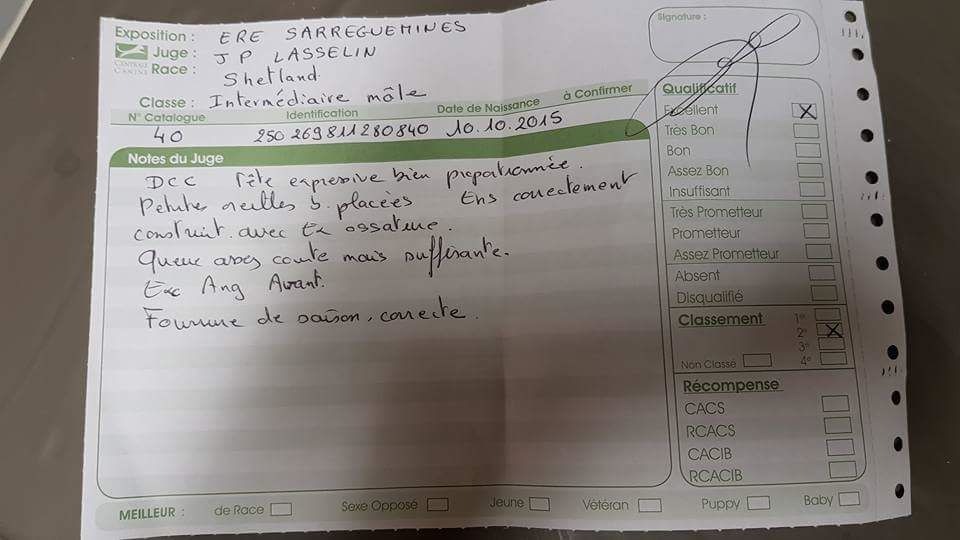 Exposition : ERE SARREGUEMINES
Juge : J P LASSELIN
CENTRALE CANINE
Race : Shetland
Classe : Intermédiaire mâle
N° Catalogue Identification Date de Naissance à Confirmer
40 250 269811280840 10.10.2015
Notes du Juge
DCC Tête expressive bien proportionnée.
Petites oreilles b. placées Ens correctement
construit avec Ex ossature.
Queue assez courte mais suffisante.
Exc Ang Avant.
Fourrure de saison, correcte.
Signature :
Qualificatif
Excellent X
Très Bon
Bon
Assez Bon
Insuffisant
Très Prometteur
Prometteur
Assez Prometteur
Absent
Disqualifié
Classement 1°
2° X
3°
Non Classé 4°
Récompense
CACS
RCACS
CACIB
RCACIB
MEILLEUR : de Race Sexe Opposé Jeune Vétéran Puppy Baby